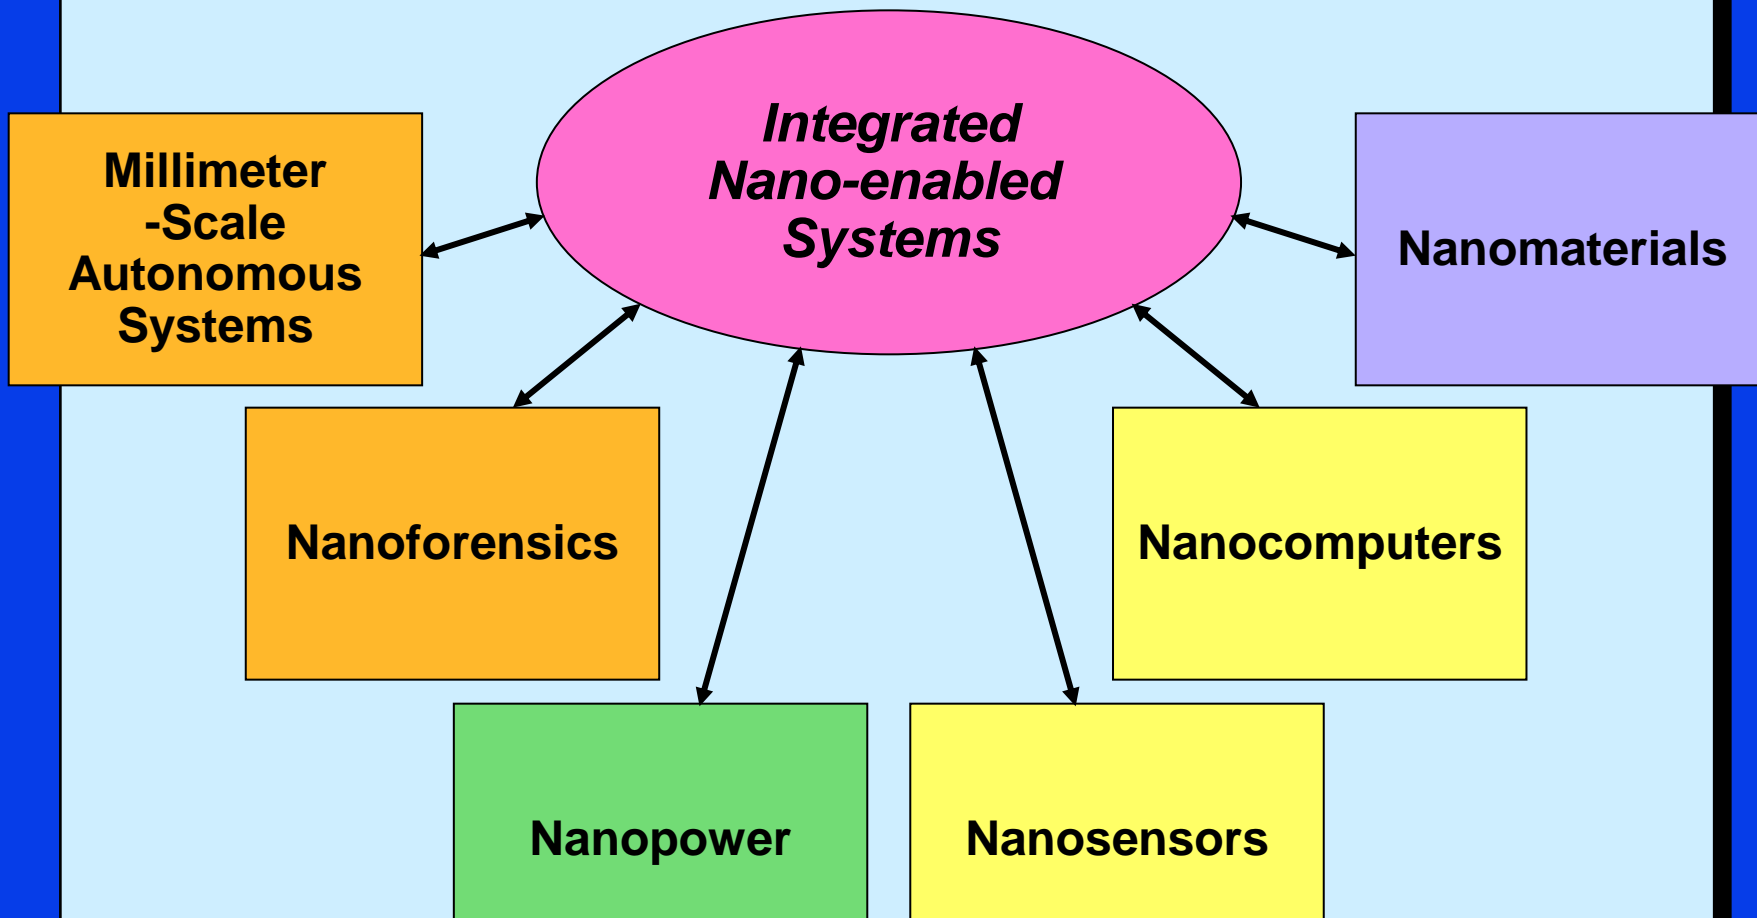 Integrated
Nano-enabled
Systems
Millimeter
-Scale
Autonomous
Systems
Nanomaterials
Nanoforensics
Nanocomputers
Nanopower
Nanosensors